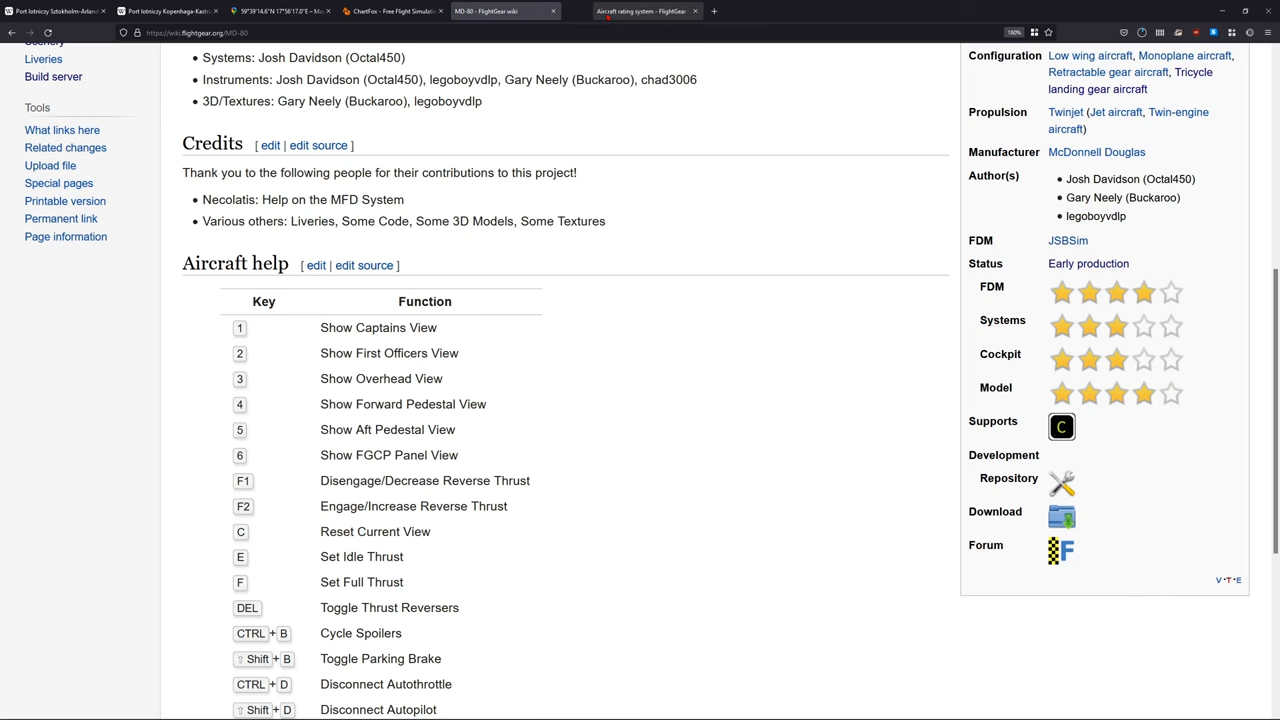 Port lotniczy Sztokholm-Arland
Port lotniczy Kopenhaga-Kastru
59°39'14.6"N 17°56'17.0"E – Map
ChartFox - Free Flight Simulatio
MD-80 - FlightGear wiki
Aircraft rating system - FlightGear
https://wiki.flightgear.org/MD-80
180%
Liveries
Build server
Tools
What links here
Related changes
Upload file
Special pages
Printable version
Permanent link
Page information
Systems: Josh Davidson (Octal450)
Instruments: Josh Davidson (Octal450), legoboyvdlp, Gary Neely (Buckaroo), chad3006
3D/Textures: Gary Neely (Buckaroo), legoboyvdlp
Credits [ edit | edit source ]
Thank you to the following people for their contributions to this project!
Necolatis: Help on the MFD System
Various others: Liveries, Some Code, Some 3D Models, Some Textures
Aircraft help [ edit | edit source ]
Key Function
1 Show Captains View
2 Show First Officers View
3 Show Overhead View
4 Show Forward Pedestal View
5 Show Aft Pedestal View
6 Show FGCP Panel View
F1 Disengage/Decrease Reverse Thrust
F2 Engage/Increase Reverse Thrust
C Reset Current View
E Set Idle Thrust
F Set Full Thrust
DEL Toggle Thrust Reversers
CTRL + B Cycle Spoilers
⇧ Shift + B Toggle Parking Brake
CTRL + D Disconnect Autothrottle
⇧ Shift + D Disconnect Autopilot
Configuration Low wing aircraft, Monoplane aircraft,
Retractable gear aircraft, Tricycle
landing gear aircraft
Propulsion Twinjet (Jet aircraft, Twin-engine
aircraft)
Manufacturer McDonnell Douglas
Author(s)
Josh Davidson (Octal450)
Gary Neely (Buckaroo)
legoboyvdlp
FDM JSBSim
Status Early production
FDM
Systems
Cockpit
Model
Supports C
Development
Repository
Download
Forum F
V·T·E